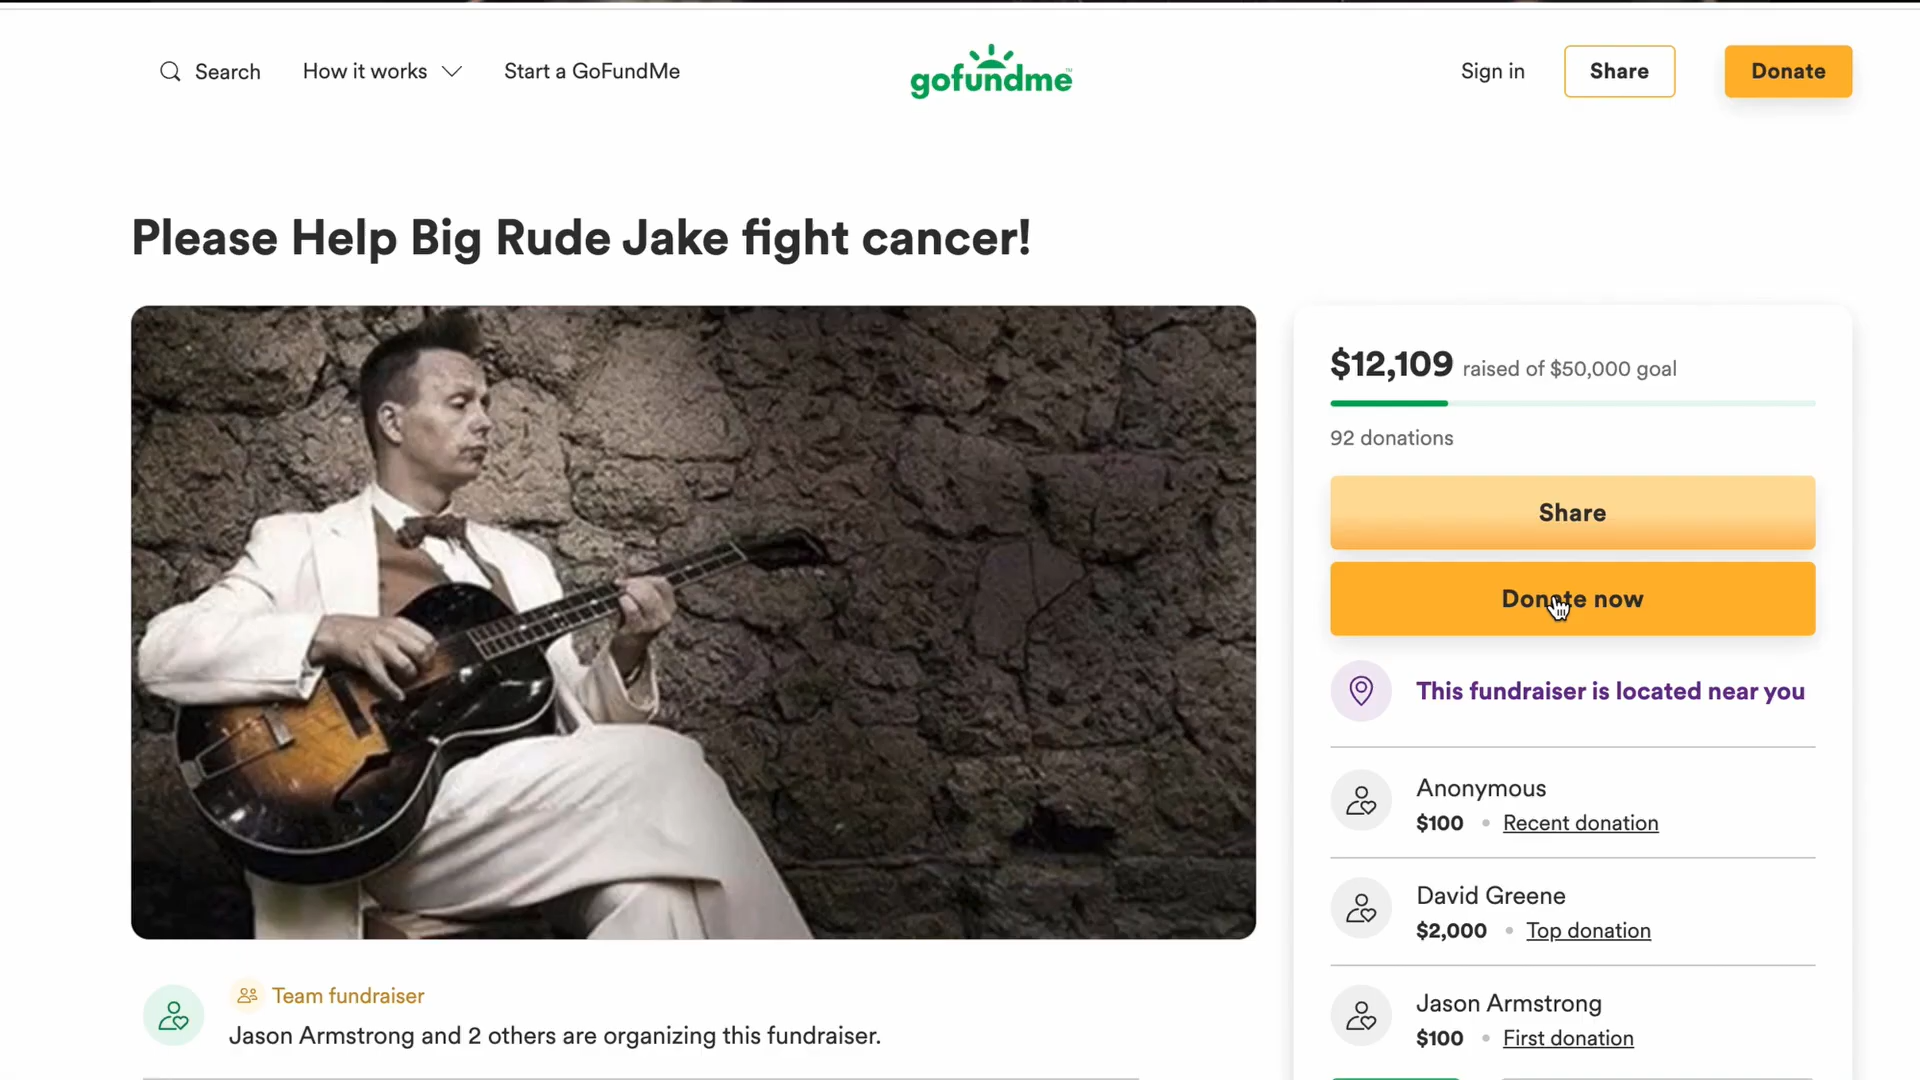 Search
How it works
Start a GoFundMe
gofundme
Sign in
Share
Donate
Please Help Big Rude Jake fight cancer!
$12,109 raised of $50,000 goal
92 donations
Share
Donate now
This fundraiser is located near you
Anonymous
$100 • Recent donation
David Greene
$2,000 • Top donation
Jason Armstrong
$100 • First donation
Team fundraiser
Jason Armstrong and 2 others are organizing this fundraiser.